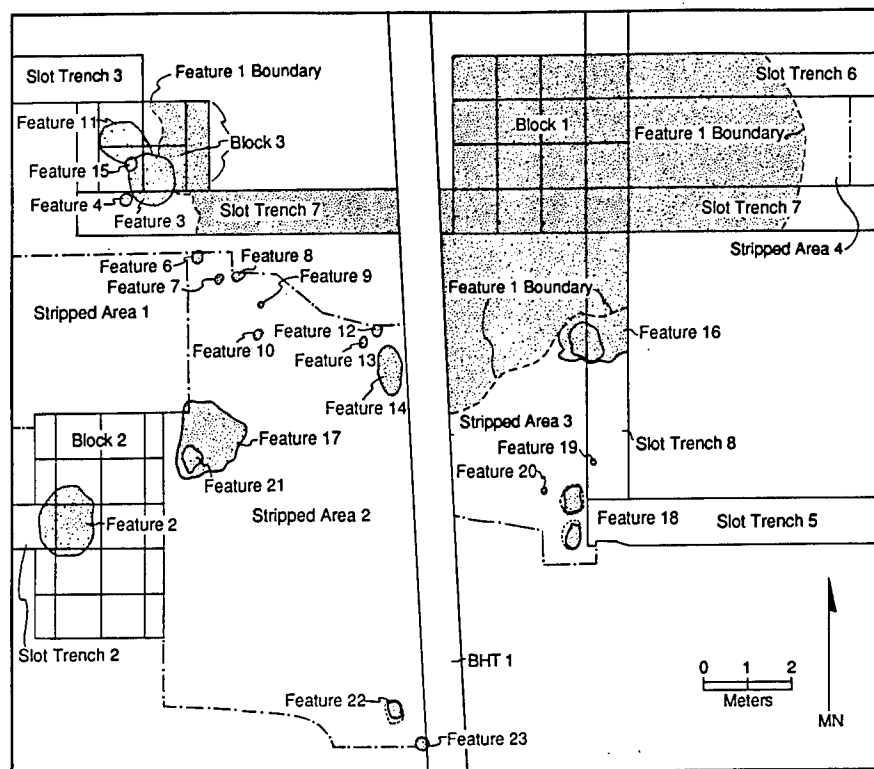 Slot Trench 3
Feature 1 Boundary
Slot Trench 6
Feature 11
Block 3
Block 1
Feature 1 Boundary
Feature 15
Feature 4
Feature 3
Slot Trench 7
Slot Trench 7
Stripped Area 4
Feature 6
Feature 8
Feature 7
Feature 9
Stripped Area 1
Feature 1 Boundary
Feature 12
Feature 10
Feature 13
Feature 16
Feature 14
Stripped Area 3
Block 2
Feature 17
Feature 19
Slot Trench 8
Feature 20
Feature 21
Feature 2
Stripped Area 2
Feature 18
Slot Trench 5
Slot Trench 2
BHT 1
0 1 2
Meters
Feature 22
MN
Feature 23